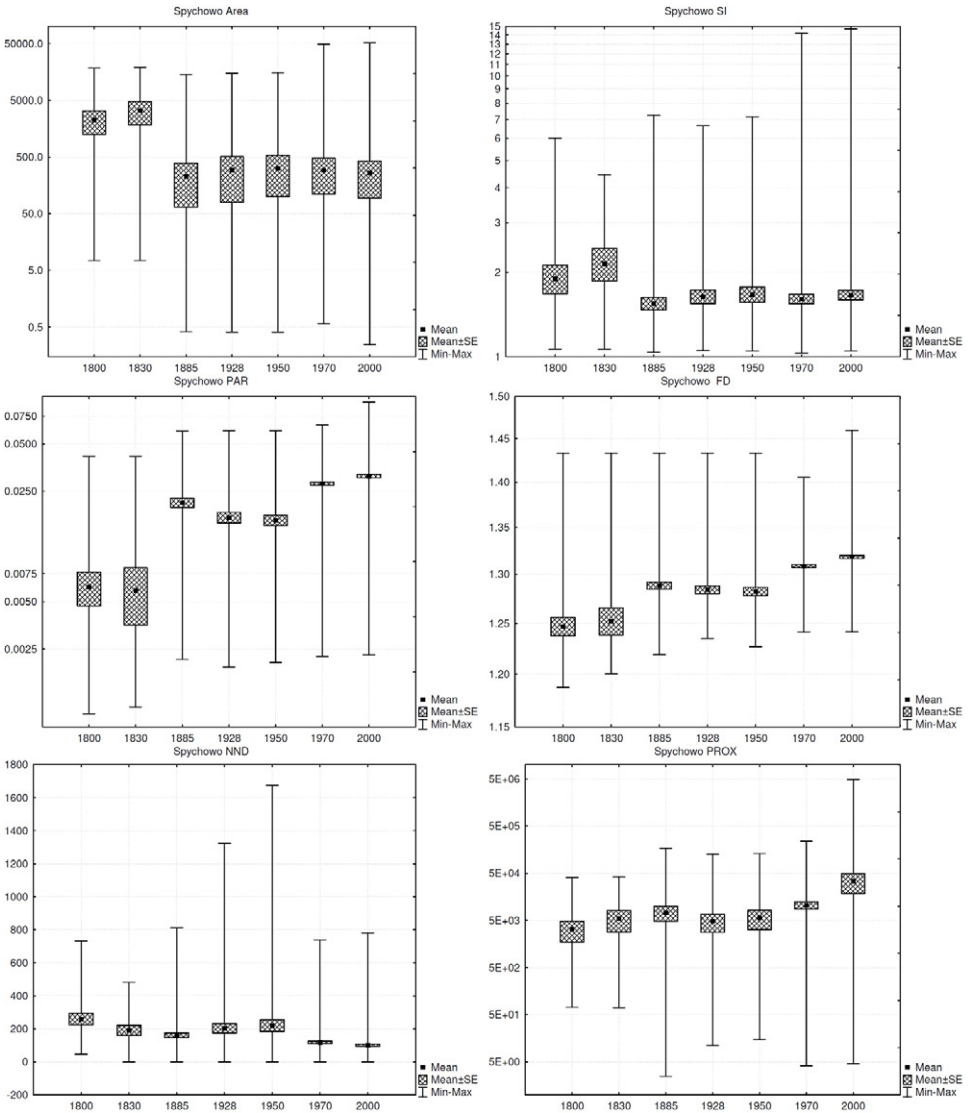 Spychowo Area
50000.0
5000.0
500.0
50.0
5.0
0.5
1800 1830 1885 1928 1950 1970 2000
Mean
Mean±SE
Min-Max
Spychowo SI
15
14
13
12
11
10
9
8
7
6
5
4
3
2
1
1800 1830 1885 1928 1950 1970 2000
Mean
Mean±SE
Min-Max
Spychowo PAR
0.0750
0.0500
0.0250
0.0075
0.0050
0.0025
1800 1830 1885 1928 1950 1970 2000
Mean
Mean±SE
Min-Max
Spychowo FD
1.50
1.45
1.40
1.35
1.30
1.25
1.20
1.15
1800 1830 1885 1928 1950 1970 2000
Mean
Mean±SE
Min-Max
Spychowo NND
1800
1600
1400
1200
1000
800
600
400
200
0
-200
1800 1830 1885 1928 1950 1970 2000
Mean
Mean±SE
Min-Max
Spychowo PROX
5E+06
5E+05
5E+04
5E+03
5E+02
5E+01
5E+00
1800 1830 1885 1928 1950 1970 2000
Mean
Mean±SE
Min-Max